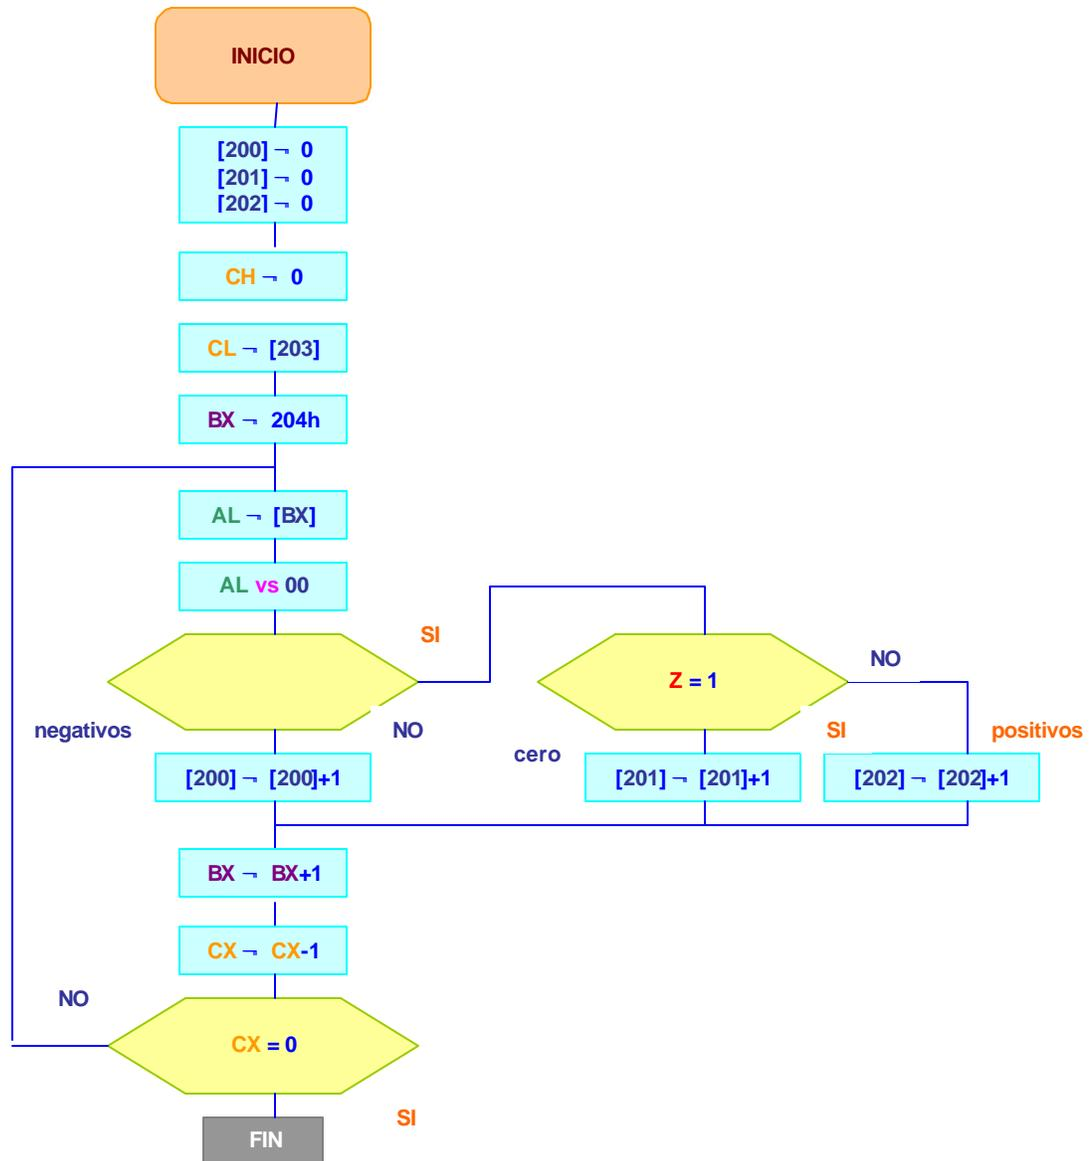 INICIO
[200] ¬ 0
[201] ¬ 0
[202] ¬ 0
CH ¬ 0
CL ¬ [203]
BX ¬ 204h
AL ¬ [BX]
AL vs 00
SI
Z = 1
NO
negativos
NO
cero
SI
positivos
[200] ¬ [200]+1
[201] ¬ [201]+1
[202] ¬ [202]+1
BX ¬ BX+1
CX ¬ CX-1
NO
CX = 0
SI
FIN